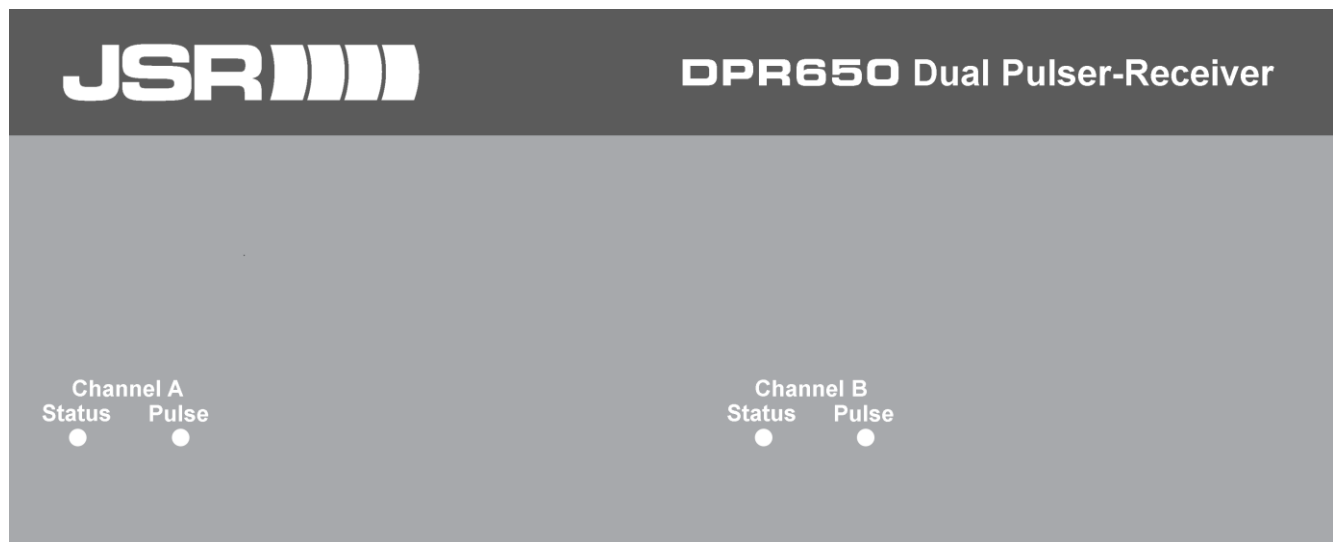 JSR
DPR650 Dual Pulser-Receiver
Channel A
Status Pulse
Channel B
Status Pulse